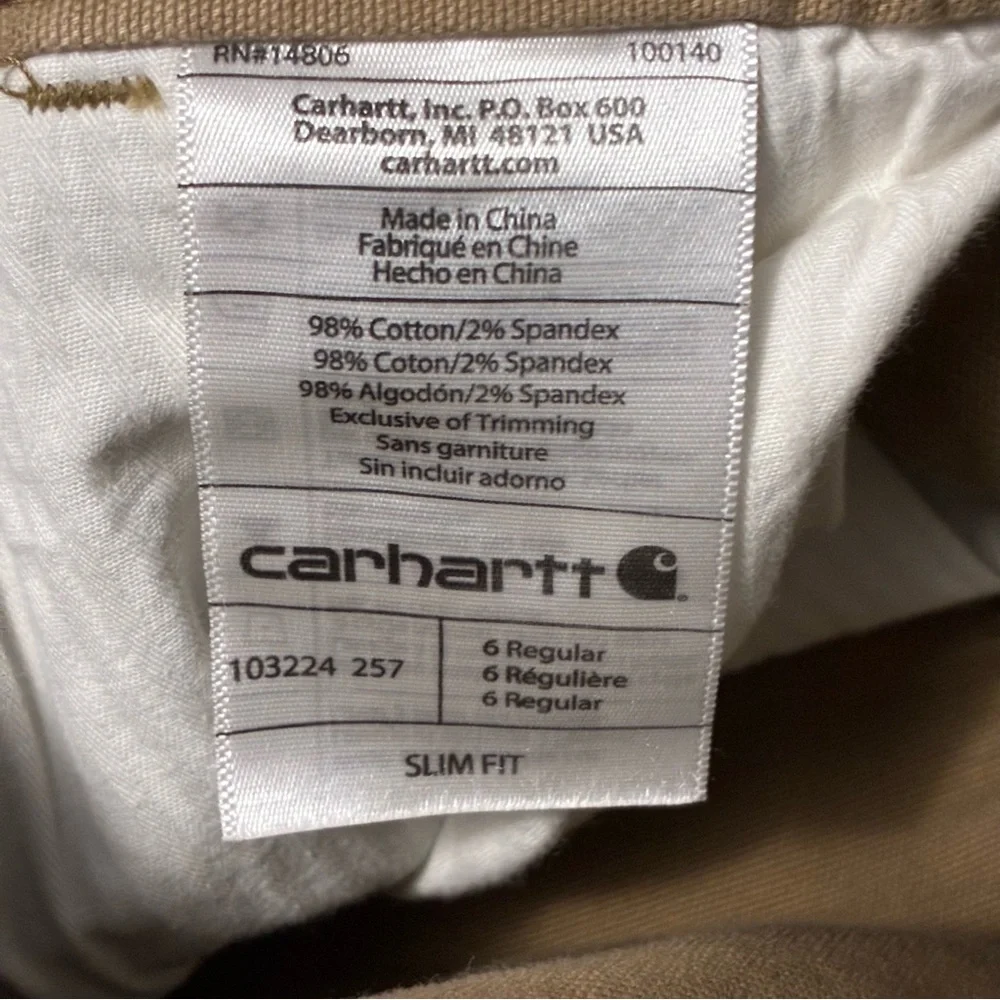 RN#14806 100140
Carhartt, Inc. P.O. Box 600
Dearborn, MI 48121 USA
carhartt.com
Made in China
Fabriqué en Chine
Hecho en China
98% Cotton/2% Spandex
98% Coton/2% Spandex
98% Algodón/2% Spandex
Exclusive of Trimming
Sans garniture
Sin incluir adorno
carhartt
103224 257
6 Regular
6 Régulière
6 Regular
SLIM FIT